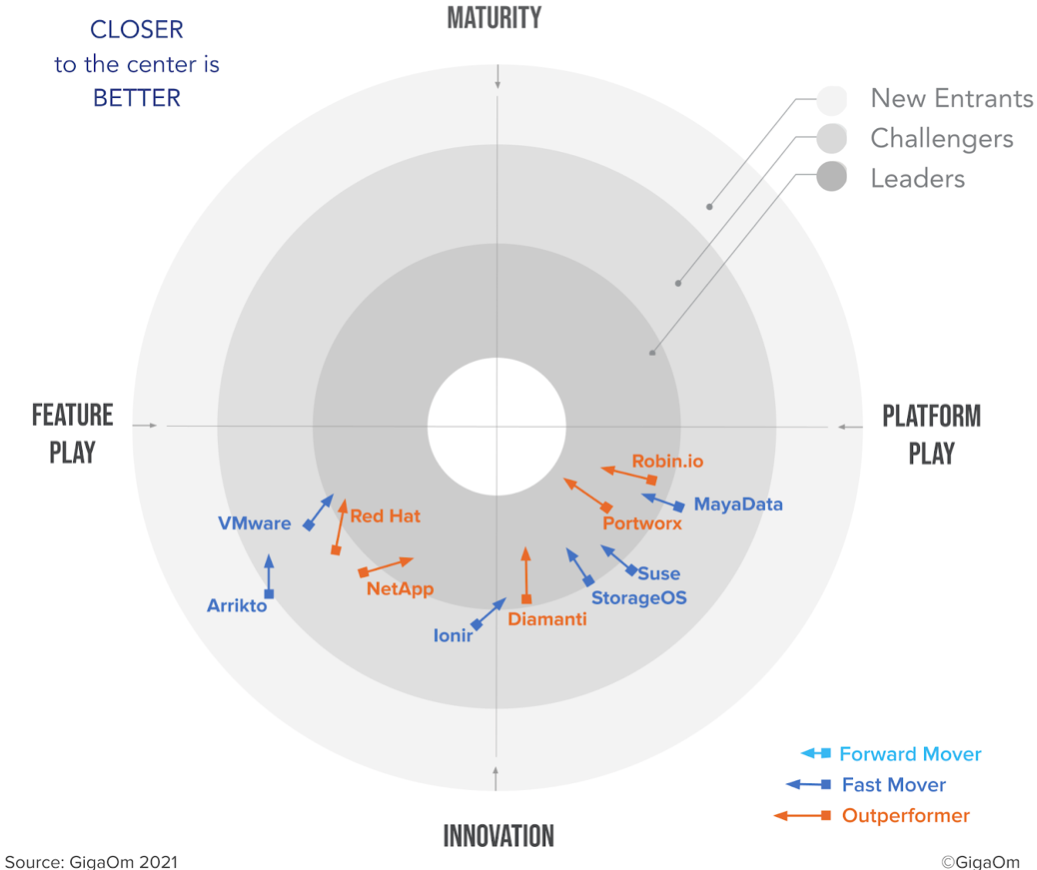 MATURITY
CLOSER
to the center is
BETTER
New Entrants
Challengers
Leaders
FEATURE
PLAY
PLATFORM
PLAY
Robin.io
MayaData
Portworx
VMware
Red Hat
Suse
NetApp
StorageOS
Arrikto
Diamanti
Ionir
Forward Mover
Fast Mover
Outperformer
INNOVATION
Source: GigaOm 2021
©GigaOm